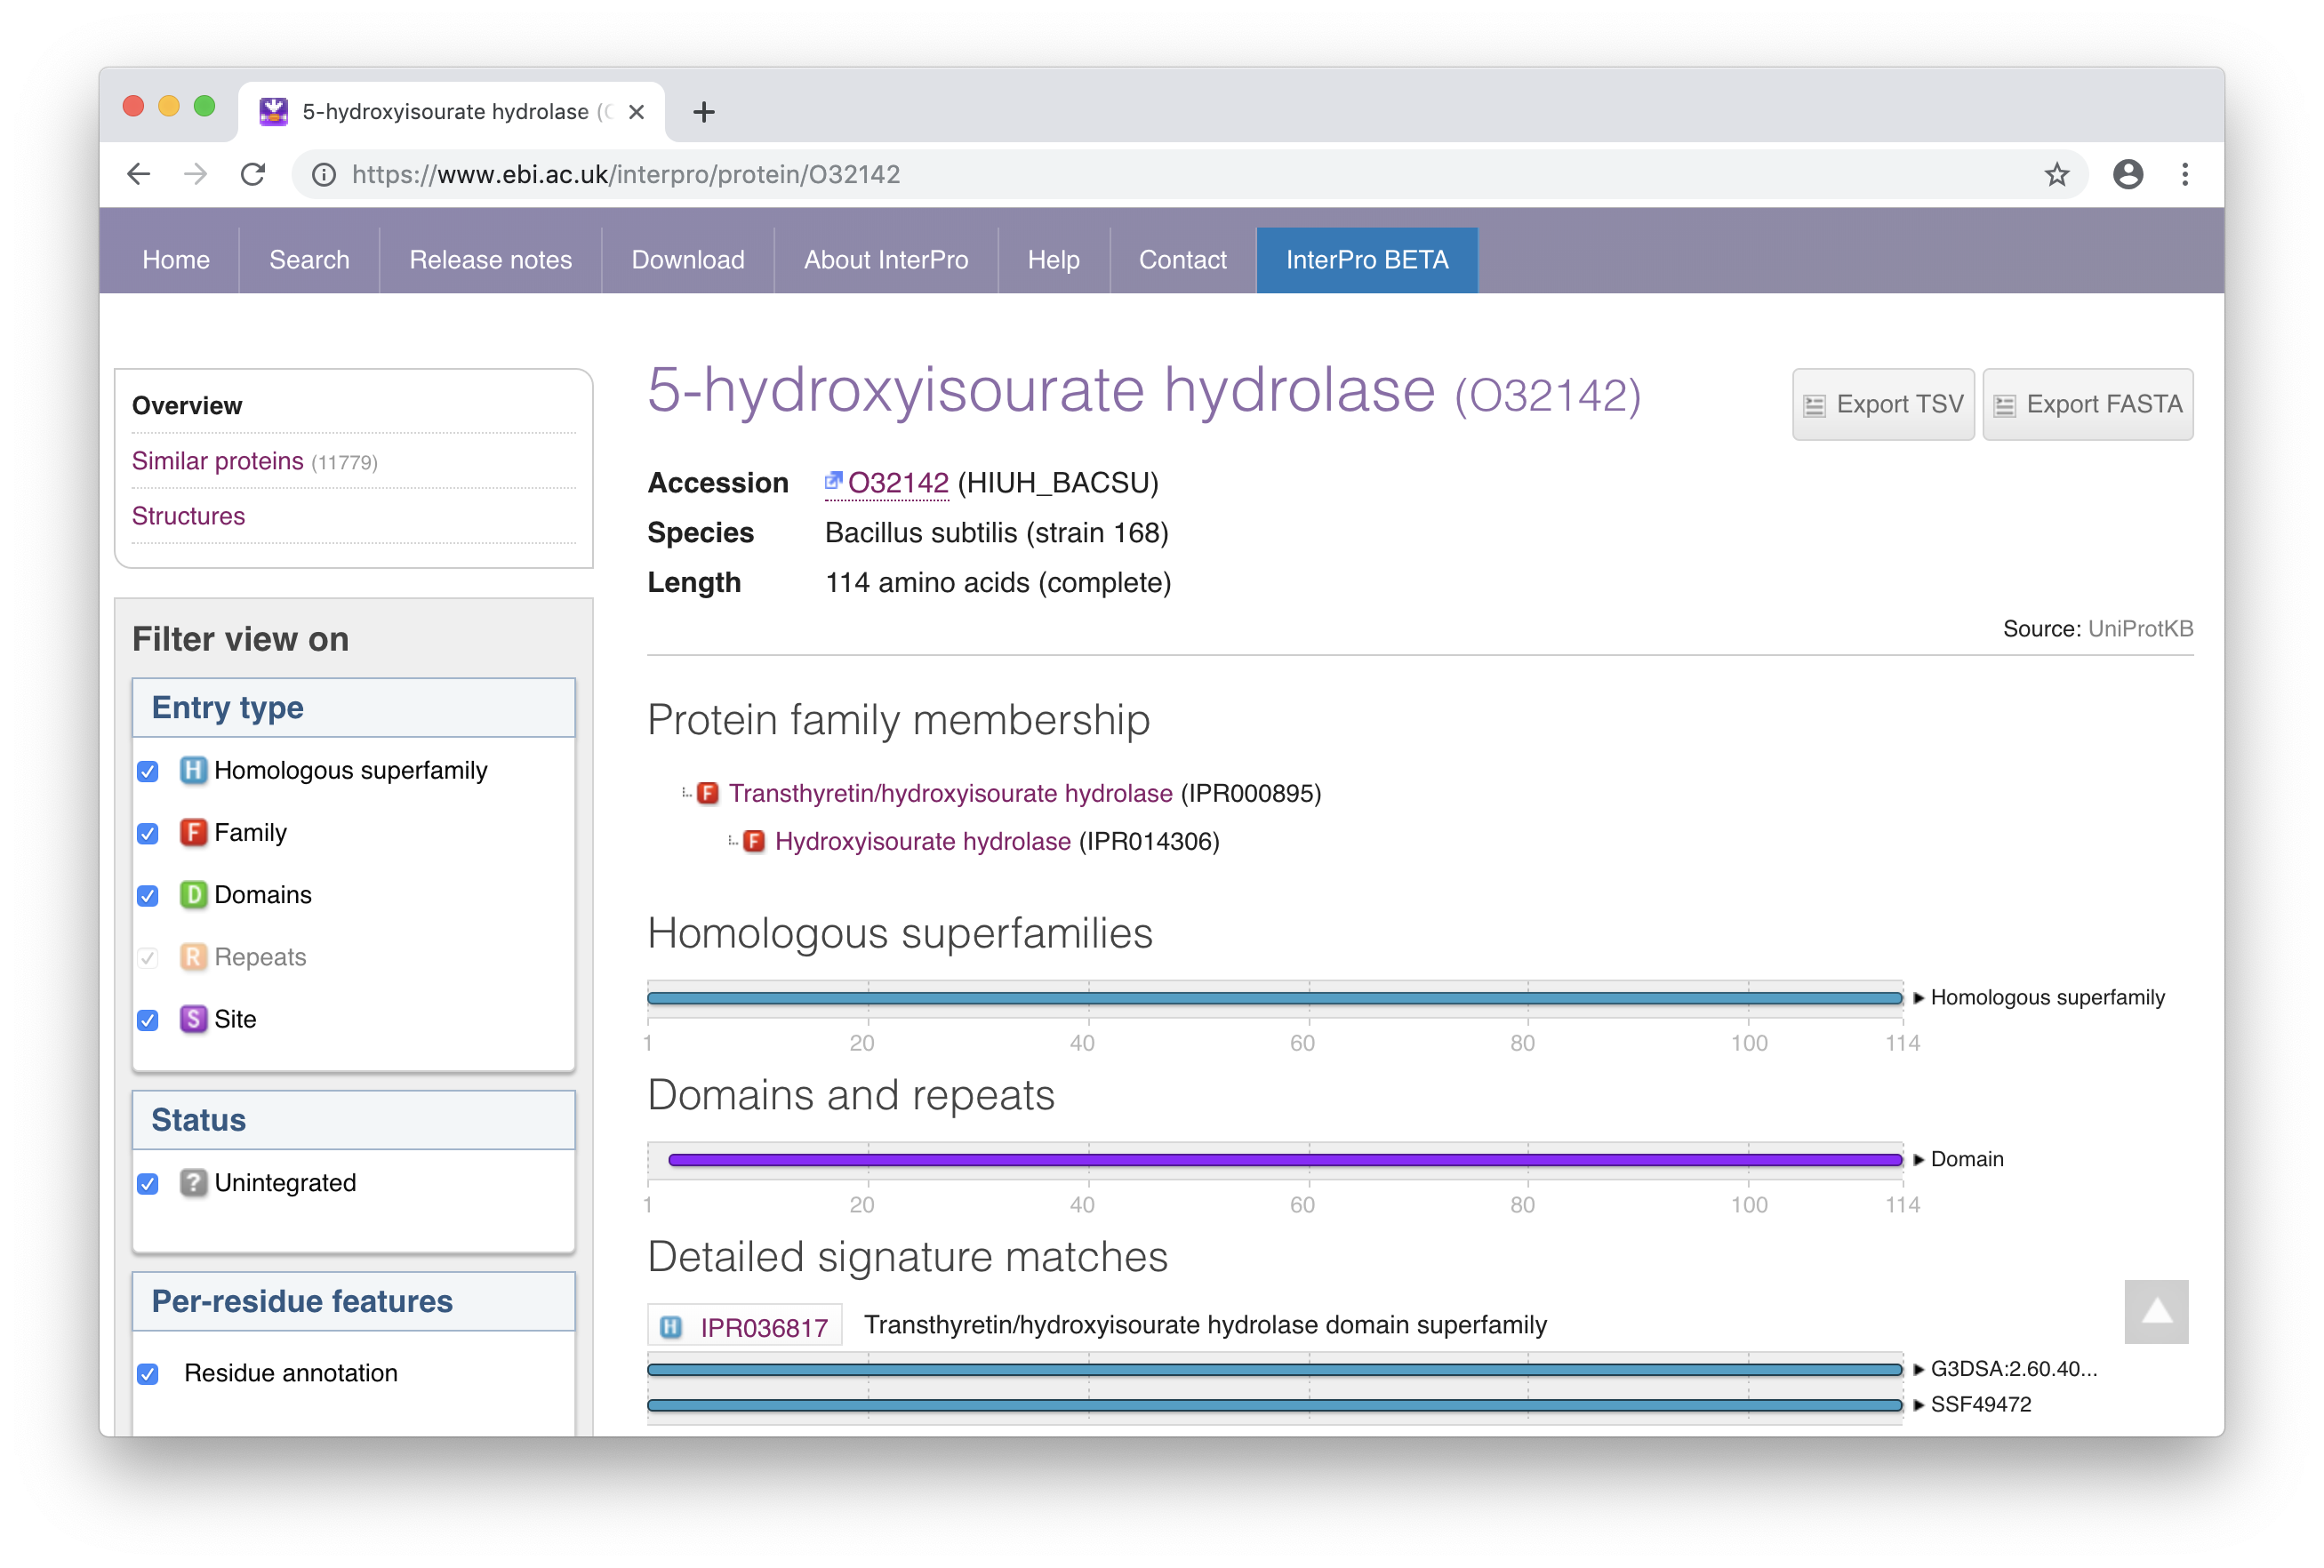 5-hydroxyisourate hydrolase (
https://www.ebi.ac.uk/interpro/protein/O32142
Home Search Release notes Download About InterPro Help Contact InterPro BETA
Overview
Similar proteins (11779)
Structures
Filter view on
Entry type
H Homologous superfamily
F Family
D Domains
R Repeats
S Site
Status
? Unintegrated
Per-residue features
Residue annotation
5-hydroxyisourate hydrolase (O32142)
Export TSV Export FASTA
Accession O32142 (HIUH_BACSU)
Species Bacillus subtilis (strain 168)
Length 114 amino acids (complete)
Source: UniProtKB
Protein family membership
F Transthyretin/hydroxyisourate hydrolase (IPR000895)
F Hydroxyisourate hydrolase (IPR014306)
Homologous superfamilies
Homologous superfamily
1 20 40 60 80 100 114
Domains and repeats
Domain
1 20 40 60 80 100 114
Detailed signature matches
H IPR036817 Transthyretin/hydroxyisourate hydrolase domain superfamily
G3DSA:2.60.40...
SSF49472